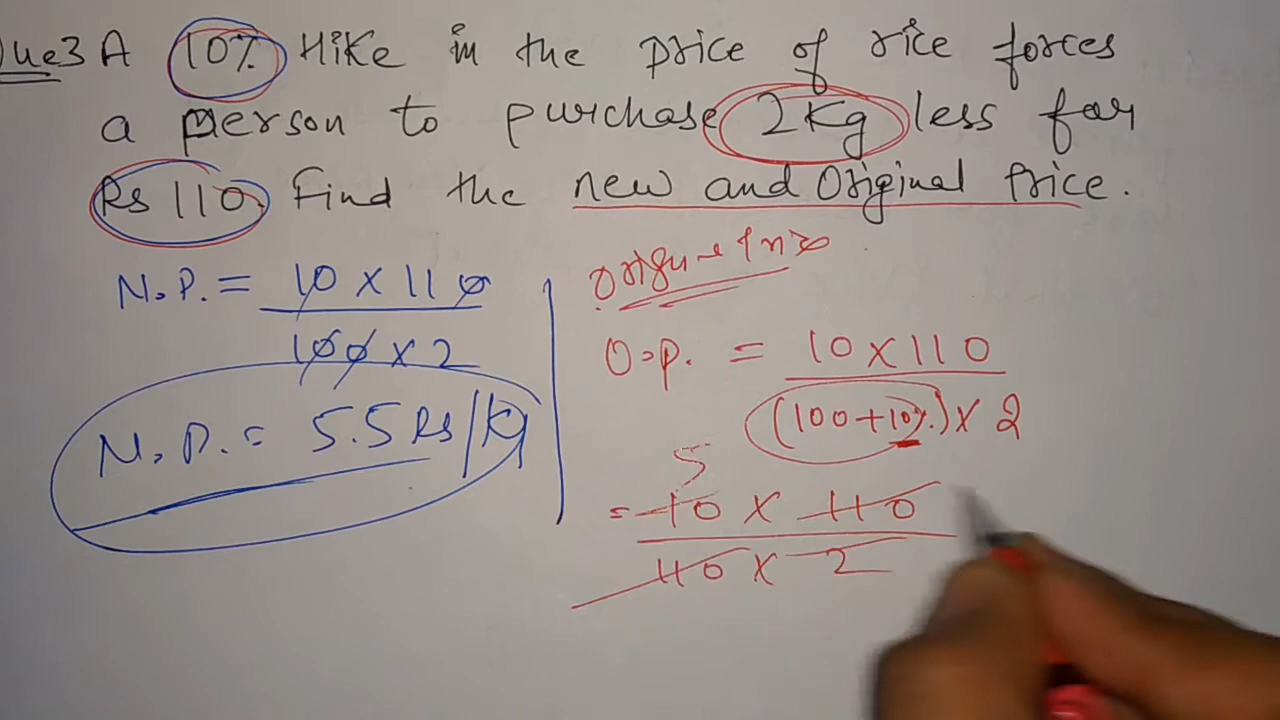 Que3 A 10% Hike in the price of rice forces
a person to purchase 2 Kg less for
Rs 110. Find the new and Original Price.
N.P. = 10 x 110
100 x 2
N.P. = 5.5 Rs/Kg
O.P. = 10 x 110
(100+10%) x 2
5
= 10 x 110
110 x 2